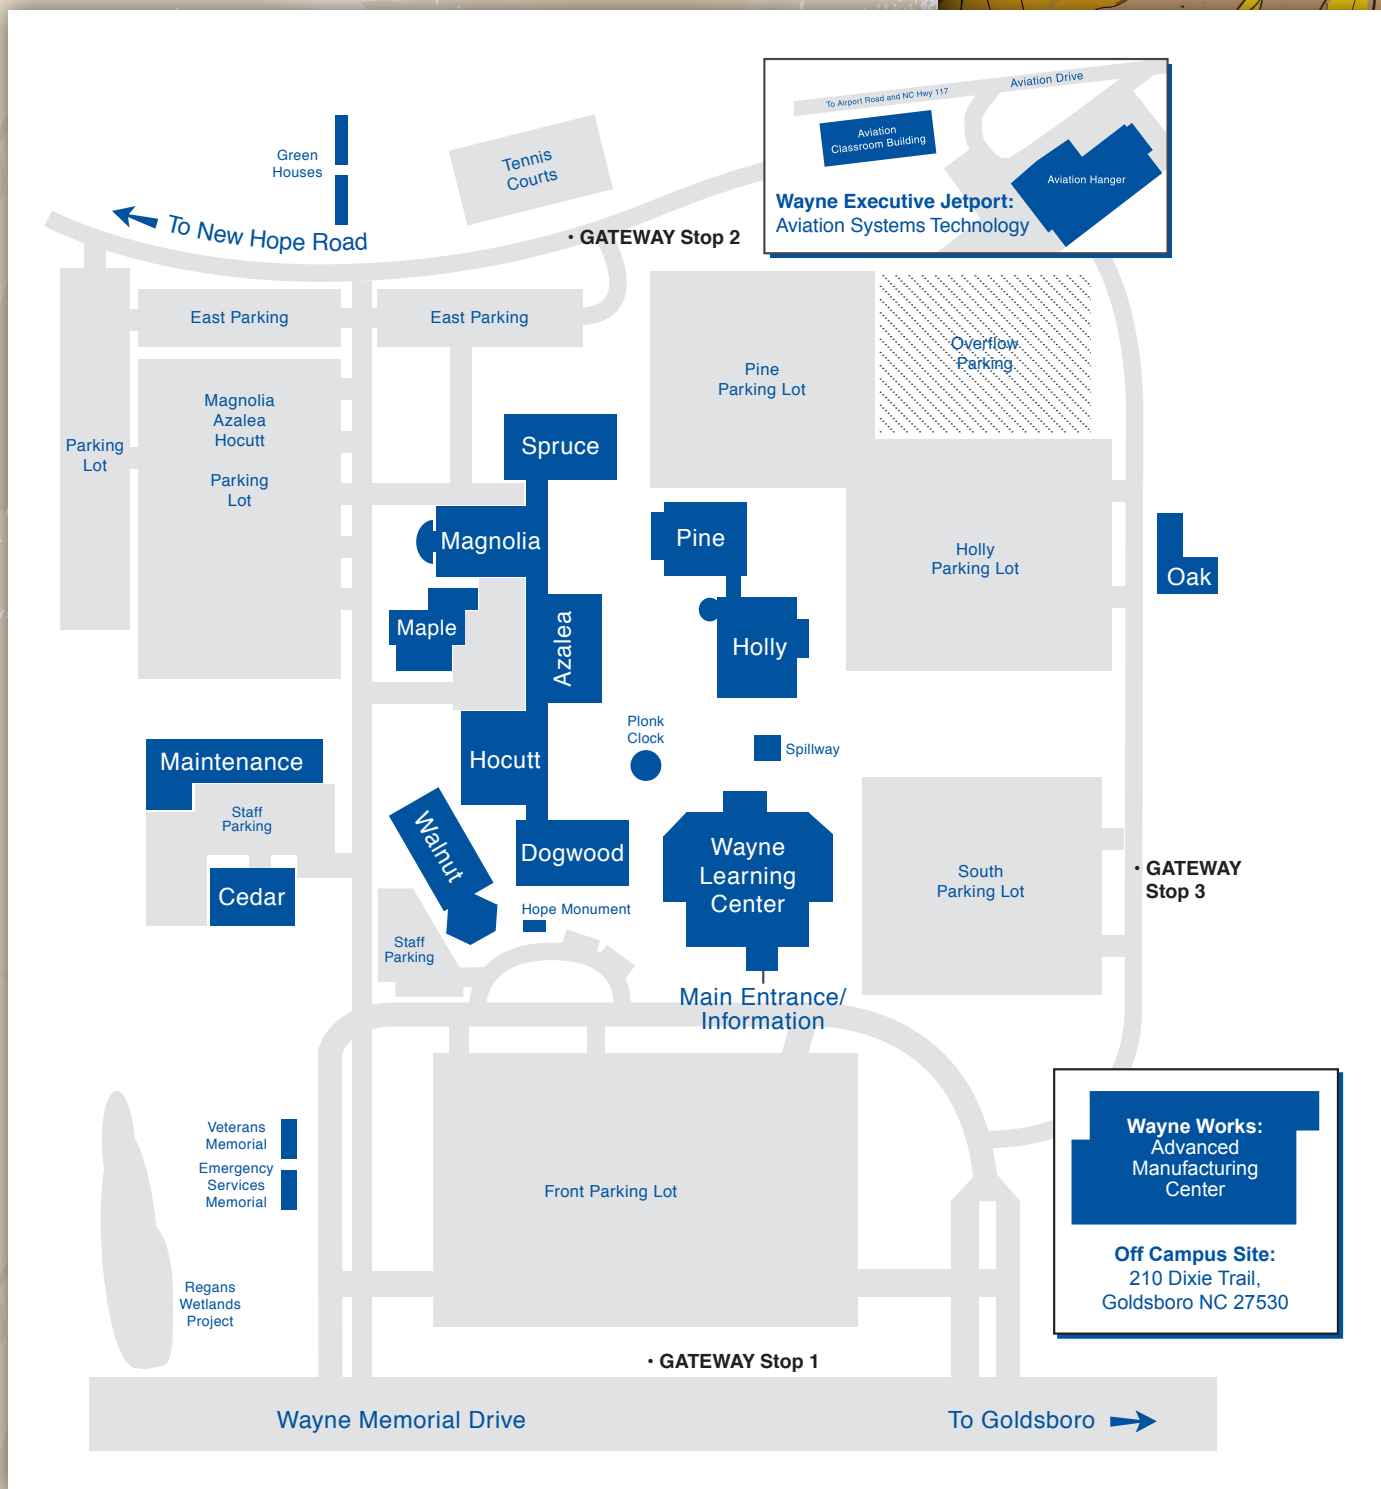 To Airport Road and NC Hwy 117
Aviation Drive
Aviation
Classroom Building
Aviation Hanger
Wayne Executive Jetport:
Aviation Systems Technology
Green
Houses
Tennis
Courts
To New Hope Road
• GATEWAY Stop 2
East Parking
East Parking
Overflow
Parking
Pine
Parking Lot
Magnolia
Azalea
Hocutt
Parking
Lot
Parking
Lot
Spruce
Magnolia
Pine
Holly
Parking Lot
Oak
Maple
Azalea
Holly
Plonk
Clock
Spillway
Maintenance
Hocutt
Staff
Parking
Walnut
Dogwood
Wayne
Learning
Center
Cedar
South
Parking Lot
• GATEWAY
Stop 3
Hope Monument
Staff
Parking
Main Entrance/
Information
Veterans
Memorial
Emergency
Services
Memorial
Front Parking Lot
Wayne Works:
Advanced
Manufacturing
Center
Off Campus Site:
210 Dixie Trail,
Goldsboro NC 27530
Regans
Wetlands
Project
• GATEWAY Stop 1
Wayne Memorial Drive
To Goldsboro